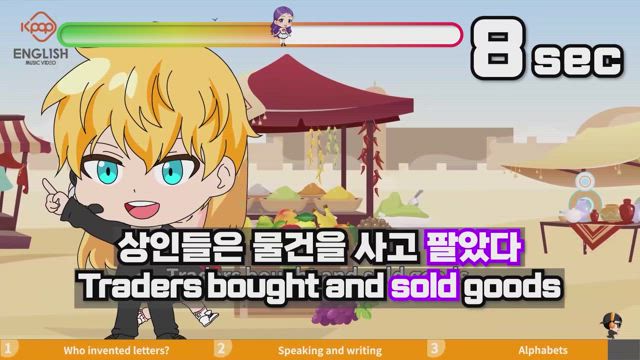 Kpop
ENGLISH
MUSIC VIDEO
8 sec
상인들은 물건을 사고 팔았다
Traders bought and sold goods
1 Who invented letters? 2 Speaking and writing 3 Alphabets